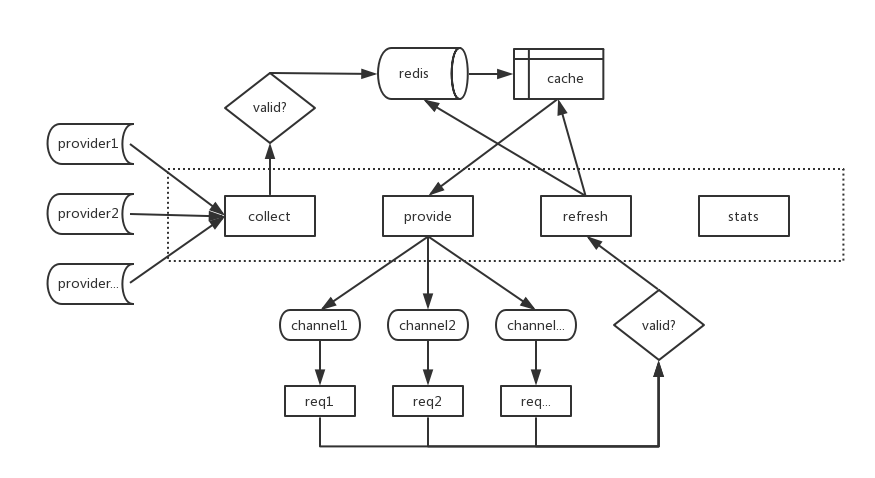 redis
cache
valid?
provider1
provider2
provider...
collect
provide
refresh
stats
channel1
channel2
channel...
valid?
req1
req2
req...